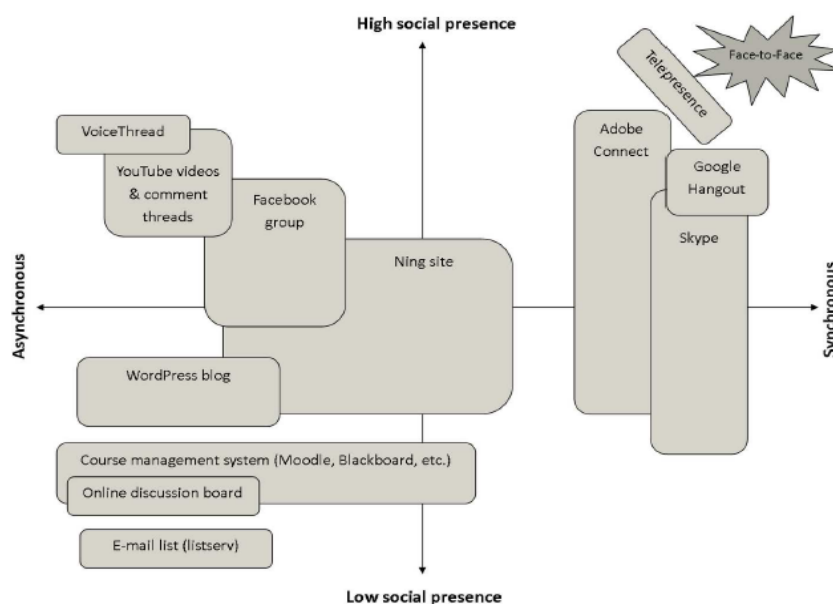 High social presence
Face-to-Face
Telepresence
VoiceThread
YouTube videos
& comment
threads
Facebook
group
Adobe
Connect
Google
Hangout
Skype
Ning site
Asynchronous
Synchronous
WordPress blog
Course management system (Moodle, Blackboard, etc.)
Online discussion board
E-mail list (listserv)
Low social presence